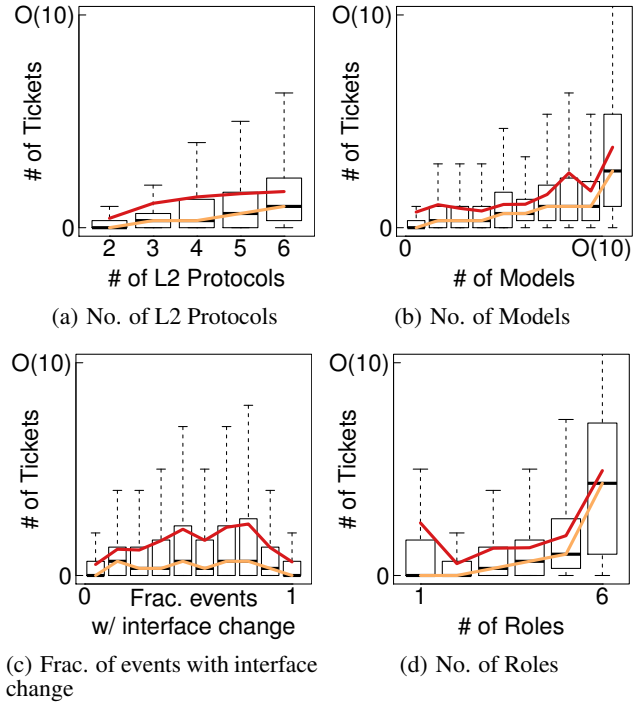 O(10)
# of Tickets
0
2 3 4 5 6
# of L2 Protocols
(a) No. of L2 Protocols
O(10)
# of Tickets
0
0 O(10)
# of Models
(b) No. of Models
O(10)
# of Tickets
0
0 Frac. events 1
w/ interface change
(c) Frac. of events with interface
change
O(10)
# of Tickets
0
1 6
# of Roles
(d) No. of Roles